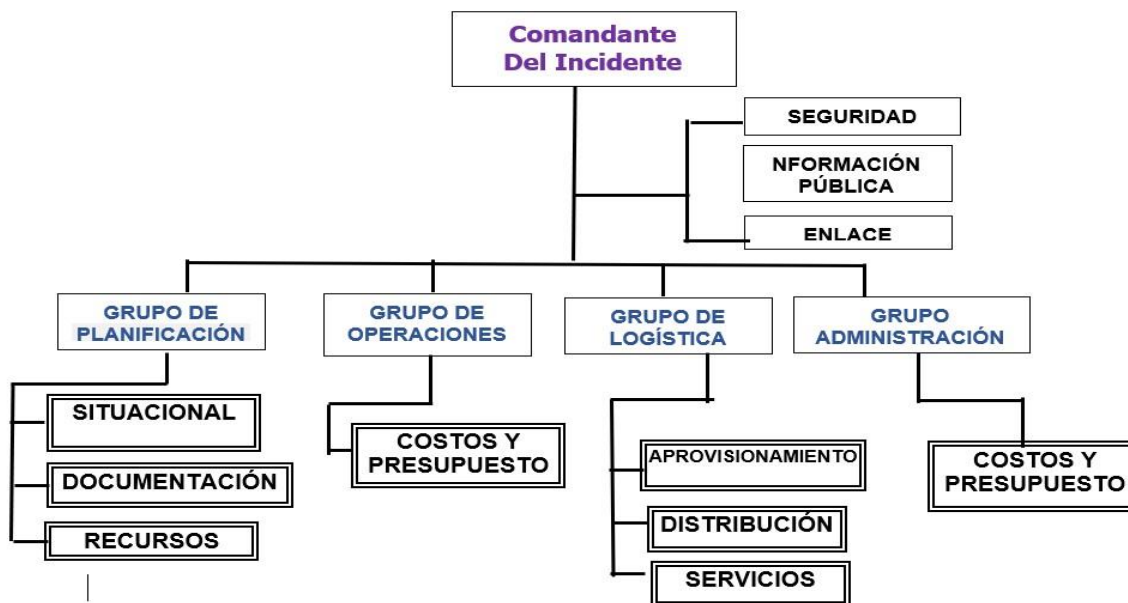 Comandante
Del Incidente
SEGURIDAD
NFORMACIÓN
PÚBLICA
ENLACE
GRUPO DE
PLANIFICACIÓN
GRUPO DE
OPERACIONES
GRUPO DE
LOGÍSTICA
GRUPO
ADMINISTRACIÓN
SITUACIONAL
DOCUMENTACIÓN
RECURSOS
COSTOS Y
PRESUPUESTO
APROVISIONAMIENTO
DISTRIBUCIÓN
SERVICIOS
COSTOS Y
PRESUPUESTO